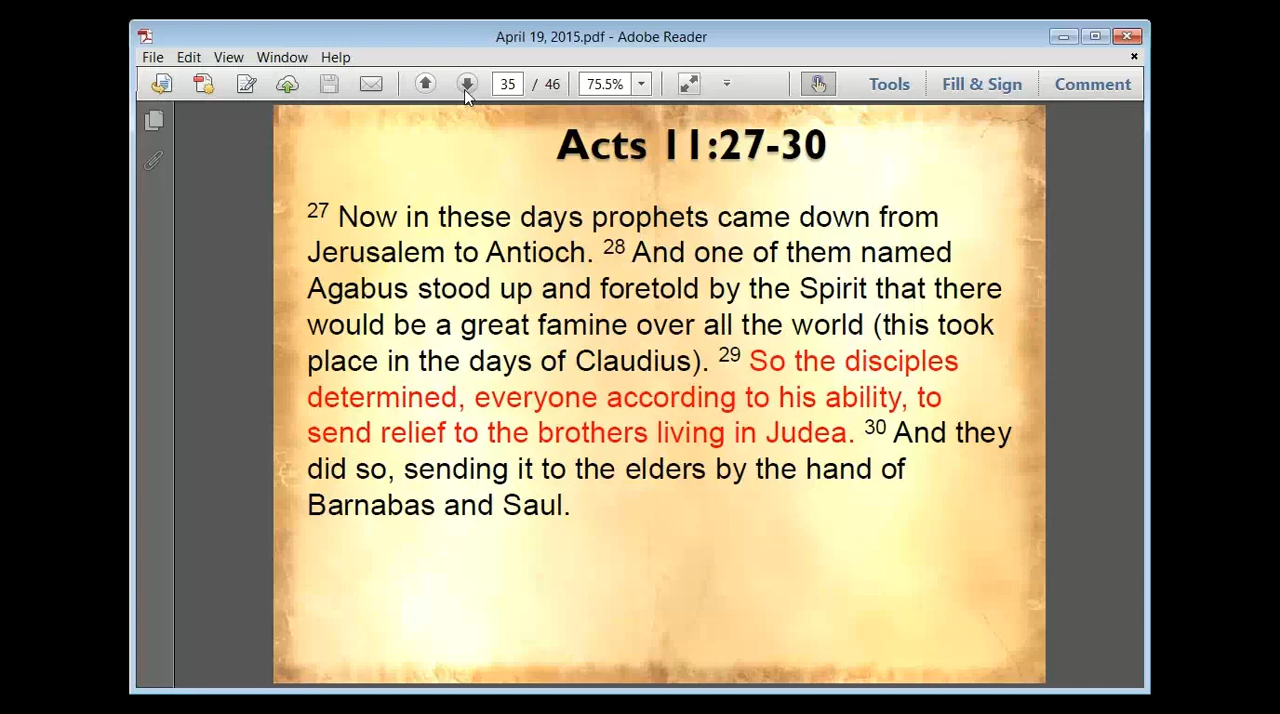 April 19, 2015.pdf - Adobe Reader
File Edit View Window Help
35 / 46 75.5% Tools Fill & Sign Comment
Acts 11:27-30
27 Now in these days prophets came down from
Jerusalem to Antioch. 28 And one of them named
Agabus stood up and foretold by the Spirit that there
would be a great famine over all the world (this took
place in the days of Claudius). 29 So the disciples
determined, everyone according to his ability, to
send relief to the brothers living in Judea. 30 And they
did so, sending it to the elders by the hand of
Barnabas and Saul.